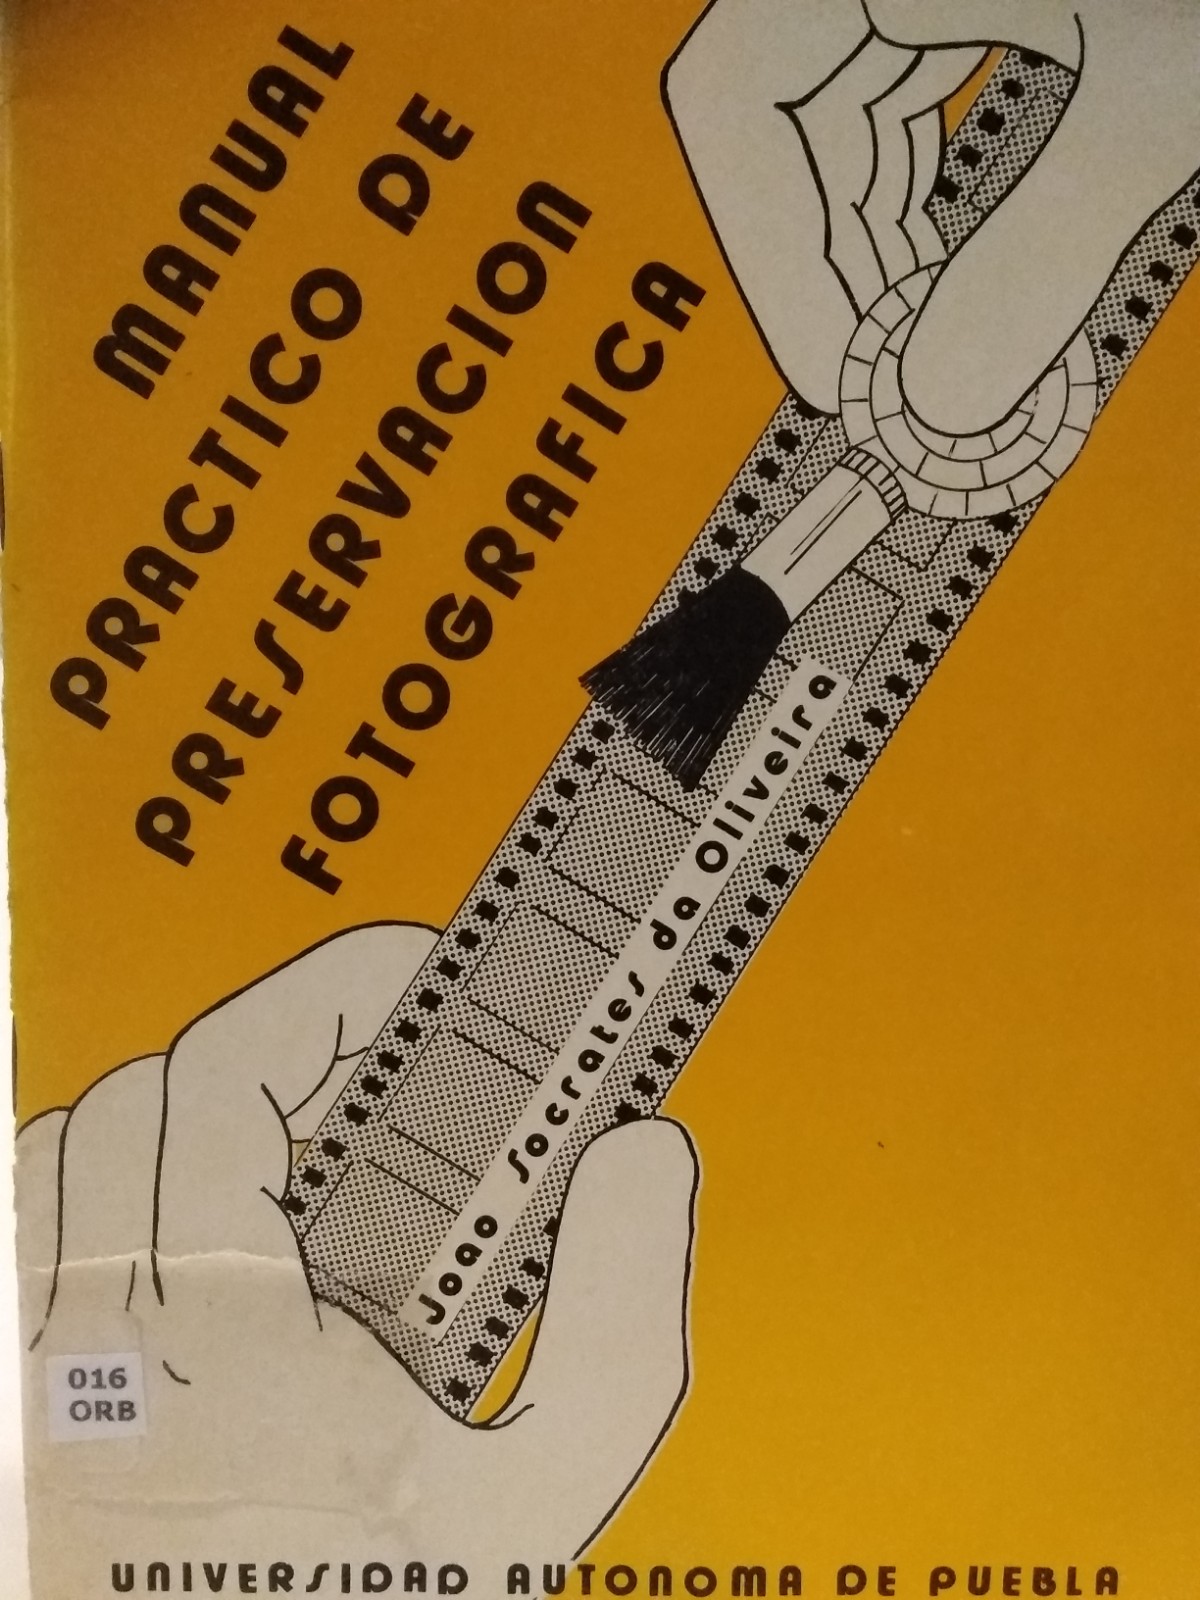 MANUAL
PRACTICO DE
PRESERVACION
FOTOGRAFICA
Joao Socrates da Oliveira
016
ORB
UNIVERSIDAD AUTONOMA DE PUEBLA